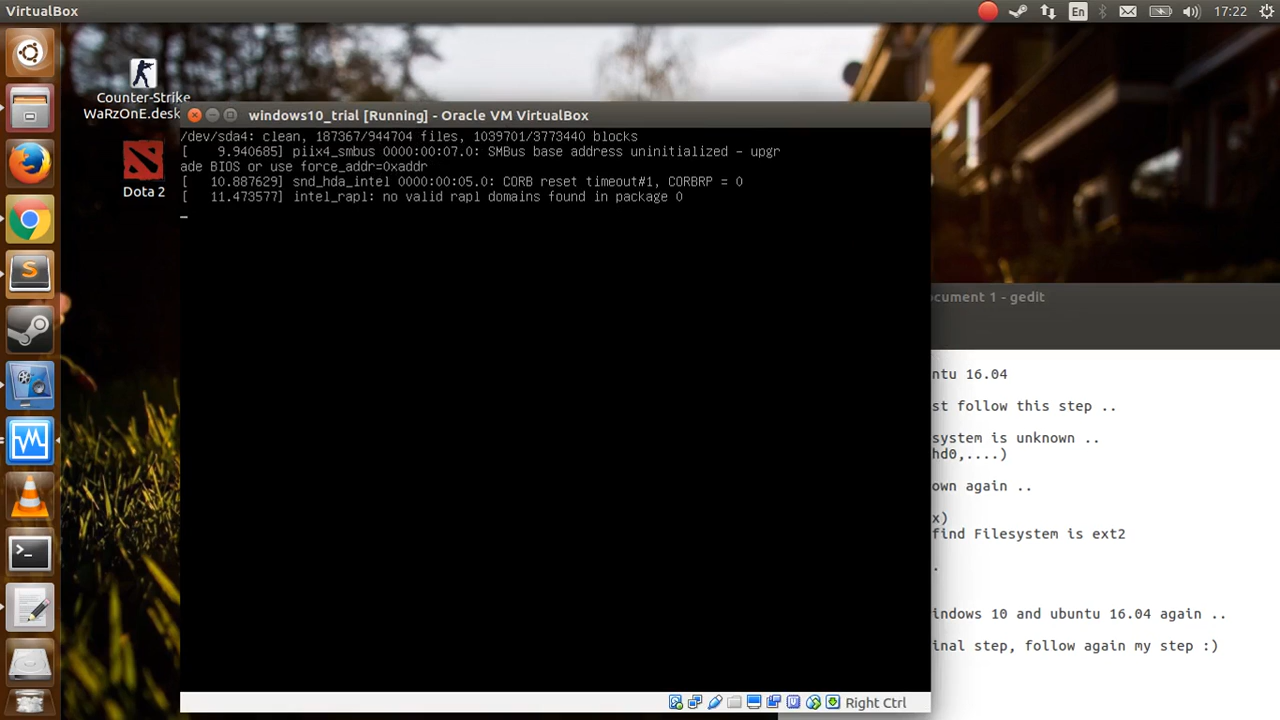 VirtualBox
En
17:22
Counter-Strike
WaRzOnE.desk
Dota 2
windows10_trial [Running] - Oracle VM VirtualBox
/dev/sda4: clean, 187367/944704 files, 1039701/3773440 blocks
[    9.940685] piix4_smbus 0000:00:07.0: SMBus base address uninitialized - upgr
ade BIOS or use force_addr=0xaddr
[   10.887629] snd_hda_intel 0000:00:05.0: CORB reset timeout#1, CORBRP = 0
[   11.473577] intel_rapl: no valid rapl domains found in package 0
Right Ctrl
ocument 1 - gedit
ntu 16.04
st follow this step ..
system is unknown ..
hd0,....)
own again ..
x)
find Filesystem is ext2
.
indows 10 and ubuntu 16.04 again ..
inal step, follow again my step :)